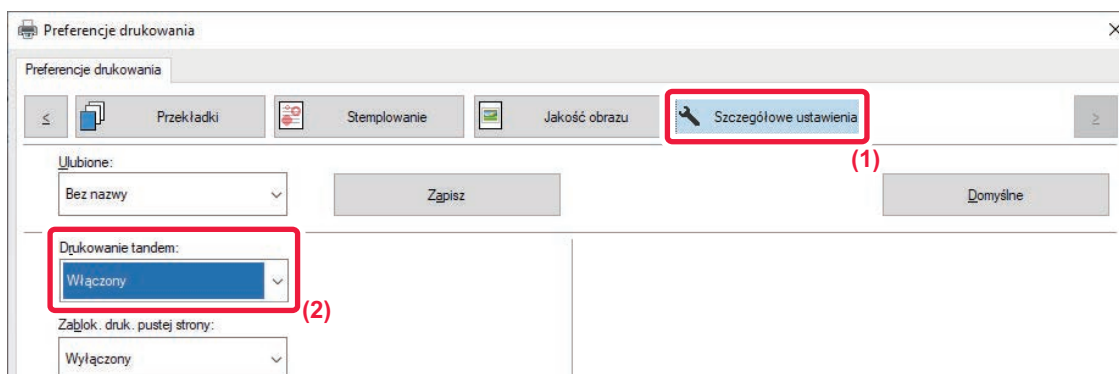 Preferencje drukowania
Preferencje drukowania
< Przekładki Stemplowanie Jakość obrazu Szczegółowe ustawienia >
(1)
Ulubione:
Bez nazwy Zapisz Domyślne
Drukowanie tandem:
Włączony
(2)
Zablok. druk. pustej strony:
Wyłączony